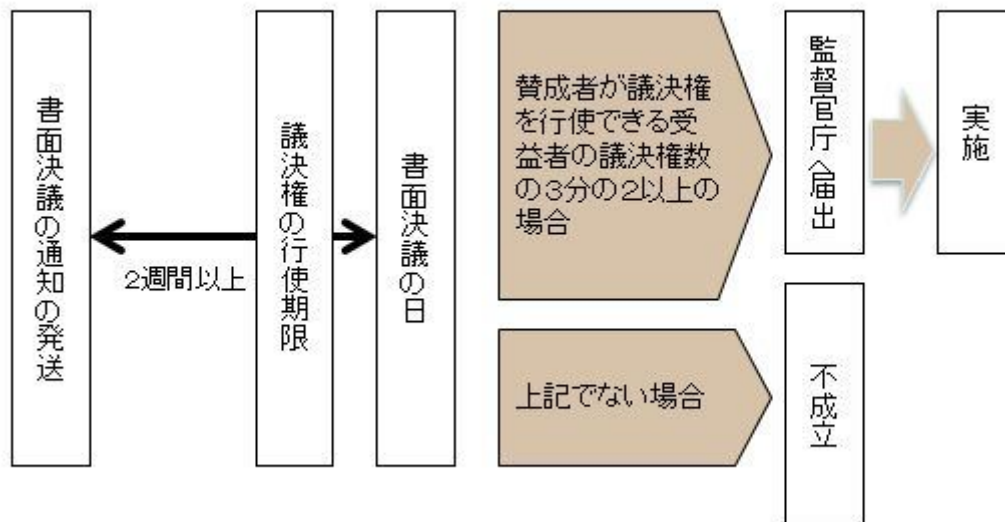 書面決議の通知の発送
2週間以上
議決権の行使期限
書面決議の日
賛成者が議決権
を行使できる受
益者の議決権数
の3分の2以上の
場合
監督官庁へ届出
実施
上記でない場合
不成立